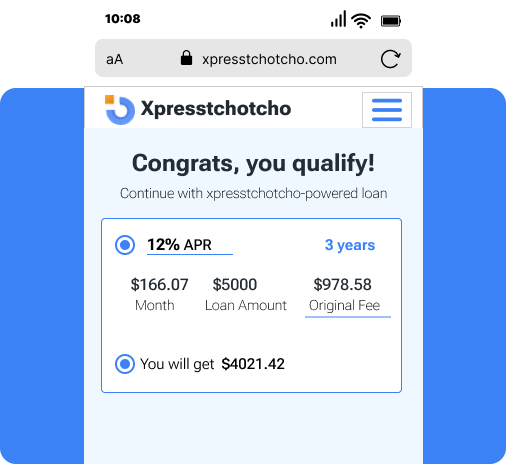 10:08
aA xpresstchotcho.com
Xpresstchotcho
Congrats, you qualify!
Continue with xpresstchotcho-powered loan
12% APR 3 years
$166.07 $5000 $978.58
Month Loan Amount Original Fee
You will get $4021.42